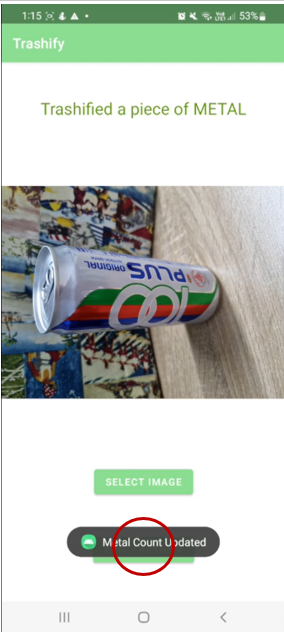 1:15 53%
Trashify
Trashified a piece of METAL
100
PLUS
ORIGINAL
SELECT IMAGE
Metal Count Updated